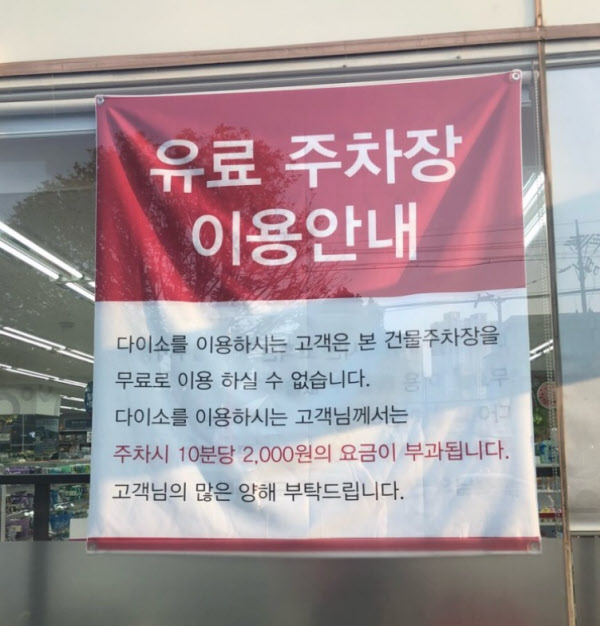 유료 주차장
이용안내
다이소를 이용하시는 고객은 본 건물주차장을
무료로 이용 하실 수 없습니다.
다이소를 이용하시는 고객님께서는
주차시 10분당 2,000원의 요금이 부과됩니다.
고객님의 많은 양해 부탁드립니다.